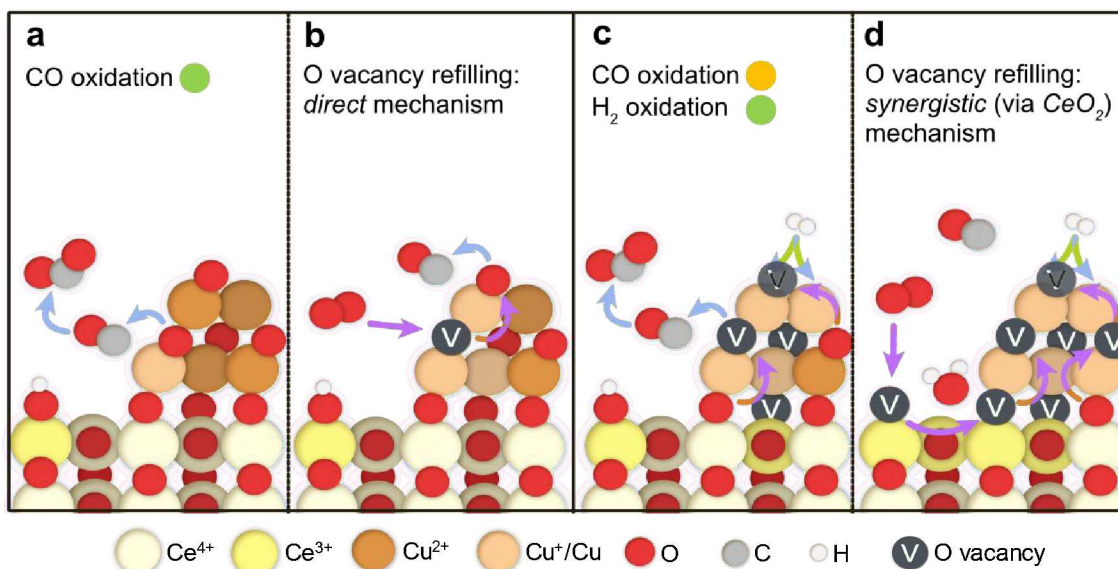 a
CO oxidation
b
O vacancy refilling:
direct mechanism
V
c
CO oxidation
H₂ oxidation
V
V
V
V
d
O vacancy refilling:
synergistic (via CeO₂)
mechanism
V
V
V
V
V
V
V
Ce⁴⁺
Ce³⁺
Cu²⁺
Cu⁺/Cu
O
C
H
V
O vacancy